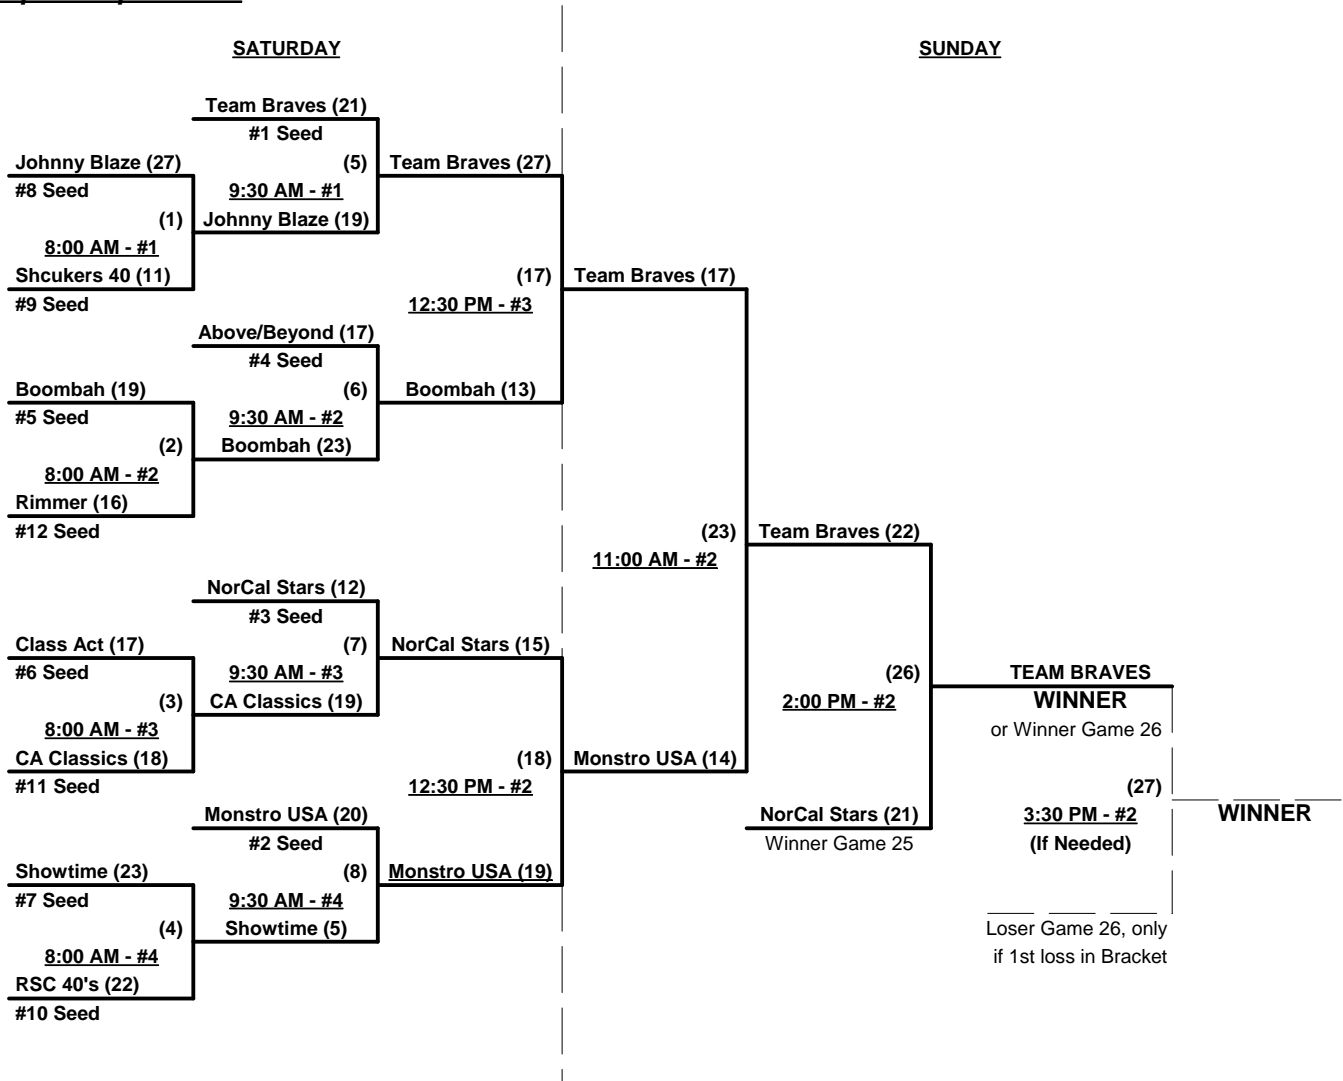 SATURDAY
SUNDAY
Team Braves (21)
#1 Seed
Johnny Blaze (27)
(5)
Team Braves (27)
#8 Seed
9:30 AM - #1
(1)
Johnny Blaze (19)
8:00 AM - #1
Shcukers 40 (11)
(17)
Team Braves (17)
#9 Seed
12:30 PM - #3
Above/Beyond (17)
#4 Seed
Boombah (19)
(6)
Boombah (13)
#5 Seed
9:30 AM - #2
(2)
Boombah (23)
8:00 AM - #2
Rimmer (16)
#12 Seed
(23)
Team Braves (22)
11:00 AM - #2
NorCal Stars (12)
#3 Seed
Class Act (17)
(7)
NorCal Stars (15)
#6 Seed
9:30 AM - #3
(26)
TEAM BRAVES
(3)
CA Classics (19)
2:00 PM - #2
WINNER
8:00 AM - #3
or Winner Game 26
CA Classics (18)
(18)
Monstro USA (14)
#11 Seed
12:30 PM - #2
(27)
Monstro USA (20)
NorCal Stars (21)
3:30 PM - #2
WINNER
#2 Seed
Winner Game 25
(If Needed)
Showtime (23)
(8)
Monstro USA (19)
#7 Seed
9:30 AM - #4
(4)
Showtime (5)
Loser Game 26, only
8:00 AM - #4
if 1st loss in Bracket
RSC 40's (22)
#10 Seed